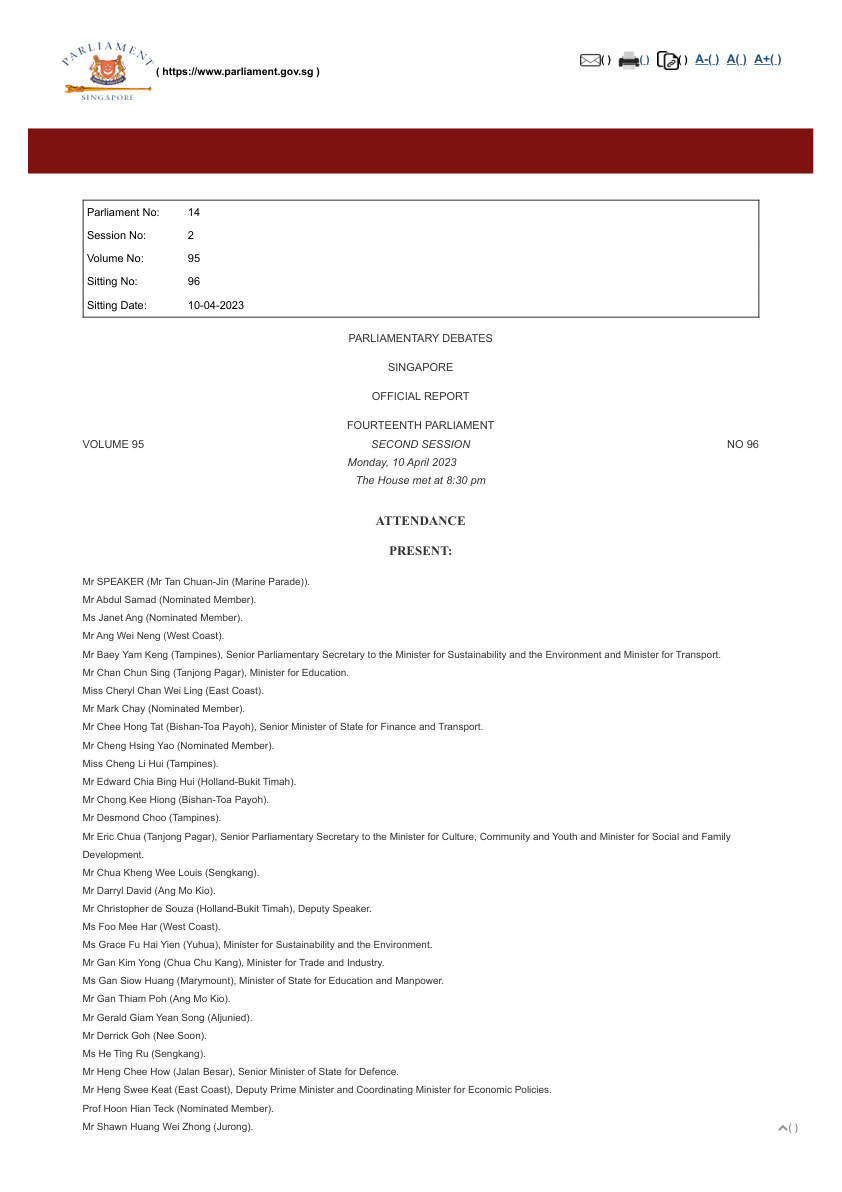 PARLIAMENT
SINGAPORE
( https://www.parliament.gov.sg )
( ) ( ) ( ) A-( ) A( ) A+( )
Parliament No: 14
Session No: 2
Volume No: 95
Sitting No: 96
Sitting Date: 10-04-2023
PARLIAMENTARY DEBATES
SINGAPORE
OFFICIAL REPORT
FOURTEENTH PARLIAMENT
VOLUME 95 SECOND SESSION NO 96
Monday, 10 April 2023
The House met at 8:30 pm
ATTENDANCE
PRESENT:
Mr SPEAKER (Mr Tan Chuan-Jin (Marine Parade)).
Mr Abdul Samad (Nominated Member).
Ms Janet Ang (Nominated Member).
Mr Ang Wei Neng (West Coast).
Mr Baey Yam Keng (Tampines), Senior Parliamentary Secretary to the Minister for Sustainability and the Environment and Minister for Transport.
Mr Chan Chun Sing (Tanjong Pagar), Minister for Education.
Miss Cheryl Chan Wei Ling (East Coast).
Mr Mark Chay (Nominated Member).
Mr Chee Hong Tat (Bishan-Toa Payoh), Senior Minister of State for Finance and Transport.
Mr Cheng Hsing Yao (Nominated Member).
Miss Cheng Li Hui (Tampines).
Mr Edward Chia Bing Hui (Holland-Bukit Timah).
Mr Chong Kee Hiong (Bishan-Toa Payoh).
Mr Desmond Choo (Tampines).
Mr Eric Chua (Tanjong Pagar), Senior Parliamentary Secretary to the Minister for Culture, Community and Youth and Minister for Social and Family
Development.
Mr Chua Kheng Wee Louis (Sengkang).
Mr Darryl David (Ang Mo Kio).
Mr Christopher de Souza (Holland-Bukit Timah), Deputy Speaker.
Ms Foo Mee Har (West Coast).
Ms Grace Fu Hai Yien (Yuhua), Minister for Sustainability and the Environment.
Mr Gan Kim Yong (Chua Chu Kang), Minister for Trade and Industry.
Ms Gan Siow Huang (Marymount), Minister of State for Education and Manpower.
Mr Gan Thiam Poh (Ang Mo Kio).
Mr Gerald Giam Yean Song (Aljunied).
Mr Derrick Goh (Nee Soon).
Ms He Ting Ru (Sengkang).
Mr Heng Chee How (Jalan Besar), Senior Minister of State for Defence.
Mr Heng Swee Keat (East Coast), Deputy Prime Minister and Coordinating Minister for Economic Policies.
Prof Hoon Hian Teck (Nominated Member).
Mr Shawn Huang Wei Zhong (Jurong).
( )